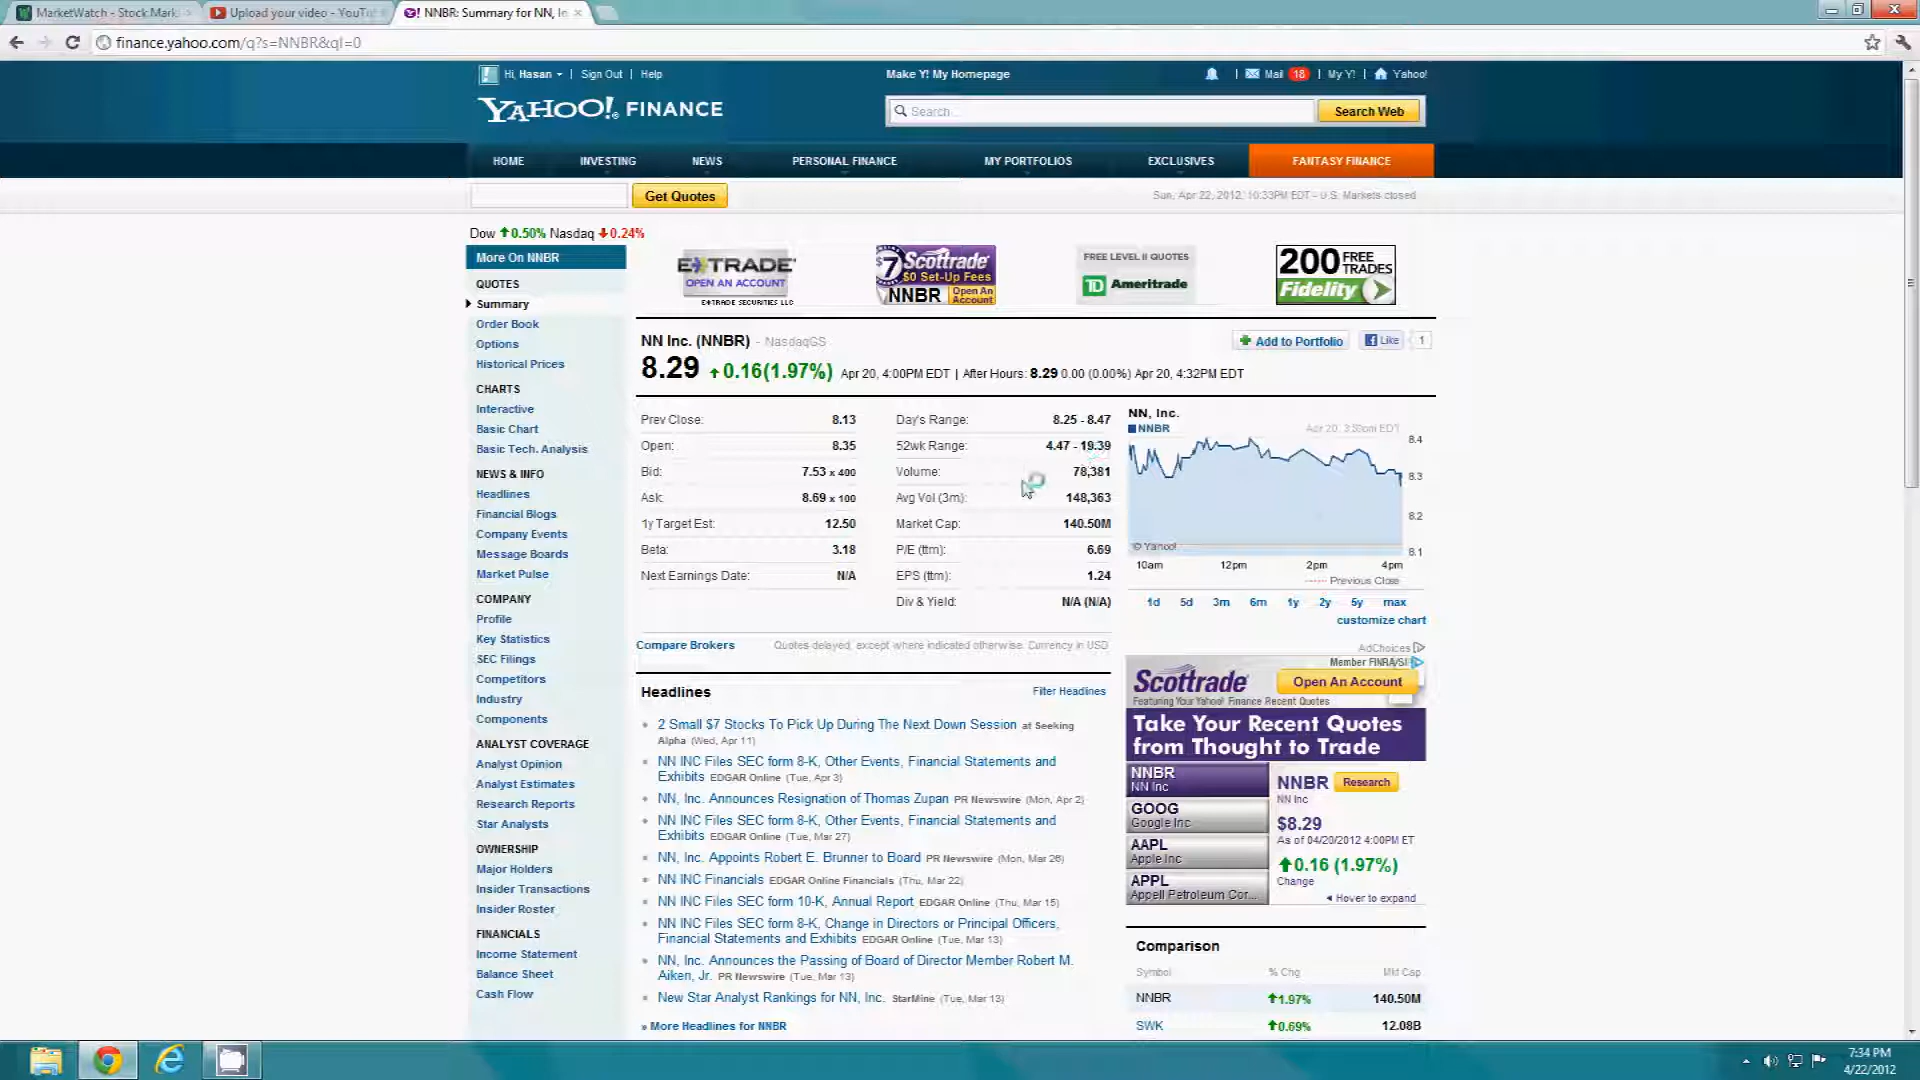 MarketWatch - Stock Mark
Upload your video - YouTu
NNBR: Summary for NN, In
finance.yahoo.com/q?s=NNBR&ql=0
Hi, Hasan | Sign Out | Help
Make Y! My Homepage
Mail 18 | My Y! | Yahoo!
YAHOO! FINANCE
Search...
Search Web
HOME INVESTING NEWS PERSONAL FINANCE MY PORTFOLIOS EXCLUSIVES FANTASY FINANCE
Get Quotes
Sun, Apr 22, 2012, 10:33PM EDT - U.S. Markets closed
Dow 0.50% Nasdaq 0.24%
More On NNBR
QUOTES
Summary
Order Book
Options
Historical Prices
CHARTS
Interactive
Basic Chart
Basic Tech. Analysis
NEWS & INFO
Headlines
Financial Blogs
Company Events
Message Boards
Market Pulse
COMPANY
Profile
Key Statistics
SEC Filings
Competitors
Industry
Components
ANALYST COVERAGE
Analyst Opinion
Analyst Estimates
Research Reports
Star Analysts
OWNERSHIP
Major Holders
Insider Transactions
Insider Roster
FINANCIALS
Income Statement
Balance Sheet
Cash Flow
E*TRADE
OPEN AN ACCOUNT
E*TRADE SECURITIES LLC
$7 Scottrade
$0 Set-Up Fees
NNBR Open An Account
FREE LEVEL II QUOTES
TD Ameritrade
200 FREE TRADES
Fidelity
NN Inc. (NNBR) - NasdaqGS
Add to Portfolio
Like 1
8.29 0.16(1.97%) Apr 20, 4:00PM EDT | After Hours: 8.29 0.00 (0.00%) Apr 20, 4:32PM EDT
Prev Close: 8.13
Open: 8.35
Bid: 7.53 x 400
Ask: 8.69 x 100
1y Target Est: 12.50
Beta: 3.18
Next Earnings Date: N/A
Day's Range: 8.25 - 8.47
52wk Range: 4.47 - 19.39
Volume: 78,381
Avg Vol (3m): 148,363
Market Cap: 140.50M
P/E (ttm): 6.69
EPS (ttm): 1.24
Div & Yield: N/A (N/A)
NN, Inc.
NNBR
Apr 20, 3:59pm EDT
8.4
8.3
8.2
8.1
© Yahoo!
10am 12pm 2pm 4pm
Previous Close
1d 5d 3m 6m 1y 2y 5y max
customize chart
Compare Brokers
Quotes delayed, except where indicated otherwise. Currency in USD
Headlines
Filter Headlines
2 Small $7 Stocks To Pick Up During The Next Down Session at Seeking
Alpha (Wed, Apr 11)
NN INC Files SEC form 8-K, Other Events, Financial Statements and
Exhibits EDGAR Online (Tue, Apr 3)
NN, Inc. Announces Resignation of Thomas Zupan PR Newswire (Mon, Apr 2)
NN INC Files SEC form 8-K, Other Events, Financial Statements and
Exhibits EDGAR Online (Tue, Mar 27)
NN, Inc. Appoints Robert E. Brunner to Board PR Newswire (Mon, Mar 26)
NN INC Financials EDGAR Online Financials (Thu, Mar 22)
NN INC Files SEC form 10-K, Annual Report EDGAR Online (Thu, Mar 15)
NN INC Files SEC form 8-K, Change in Directors or Principal Officers,
Financial Statements and Exhibits EDGAR Online (Tue, Mar 13)
NN, Inc. Announces the Passing of Board of Director Member Robert M.
Aiken, Jr. PR Newswire (Tue, Mar 13)
New Star Analyst Rankings for NN, Inc. StarMine (Tue, Mar 13)
» More Headlines for NNBR
AdChoices
Member FINRA/SI
Scottrade
Open An Account
Featuring Your Yahoo! Finance Recent Quotes
Take Your Recent Quotes
from Thought to Trade
NNBR
NN Inc
GOOG
Google Inc
AAPL
Apple Inc
APPL
Appell Petroleum Cor...
NNBR Research
NN Inc
$8.29
As of 04/20/2012 4:00PM ET
0.16 (1.97%)
Change
Hover to expand
Comparison
Symbol % Chg Mkt Cap
NNBR 1.97% 140.50M
SWK 0.69% 12.08B
7:34 PM
4/22/2012